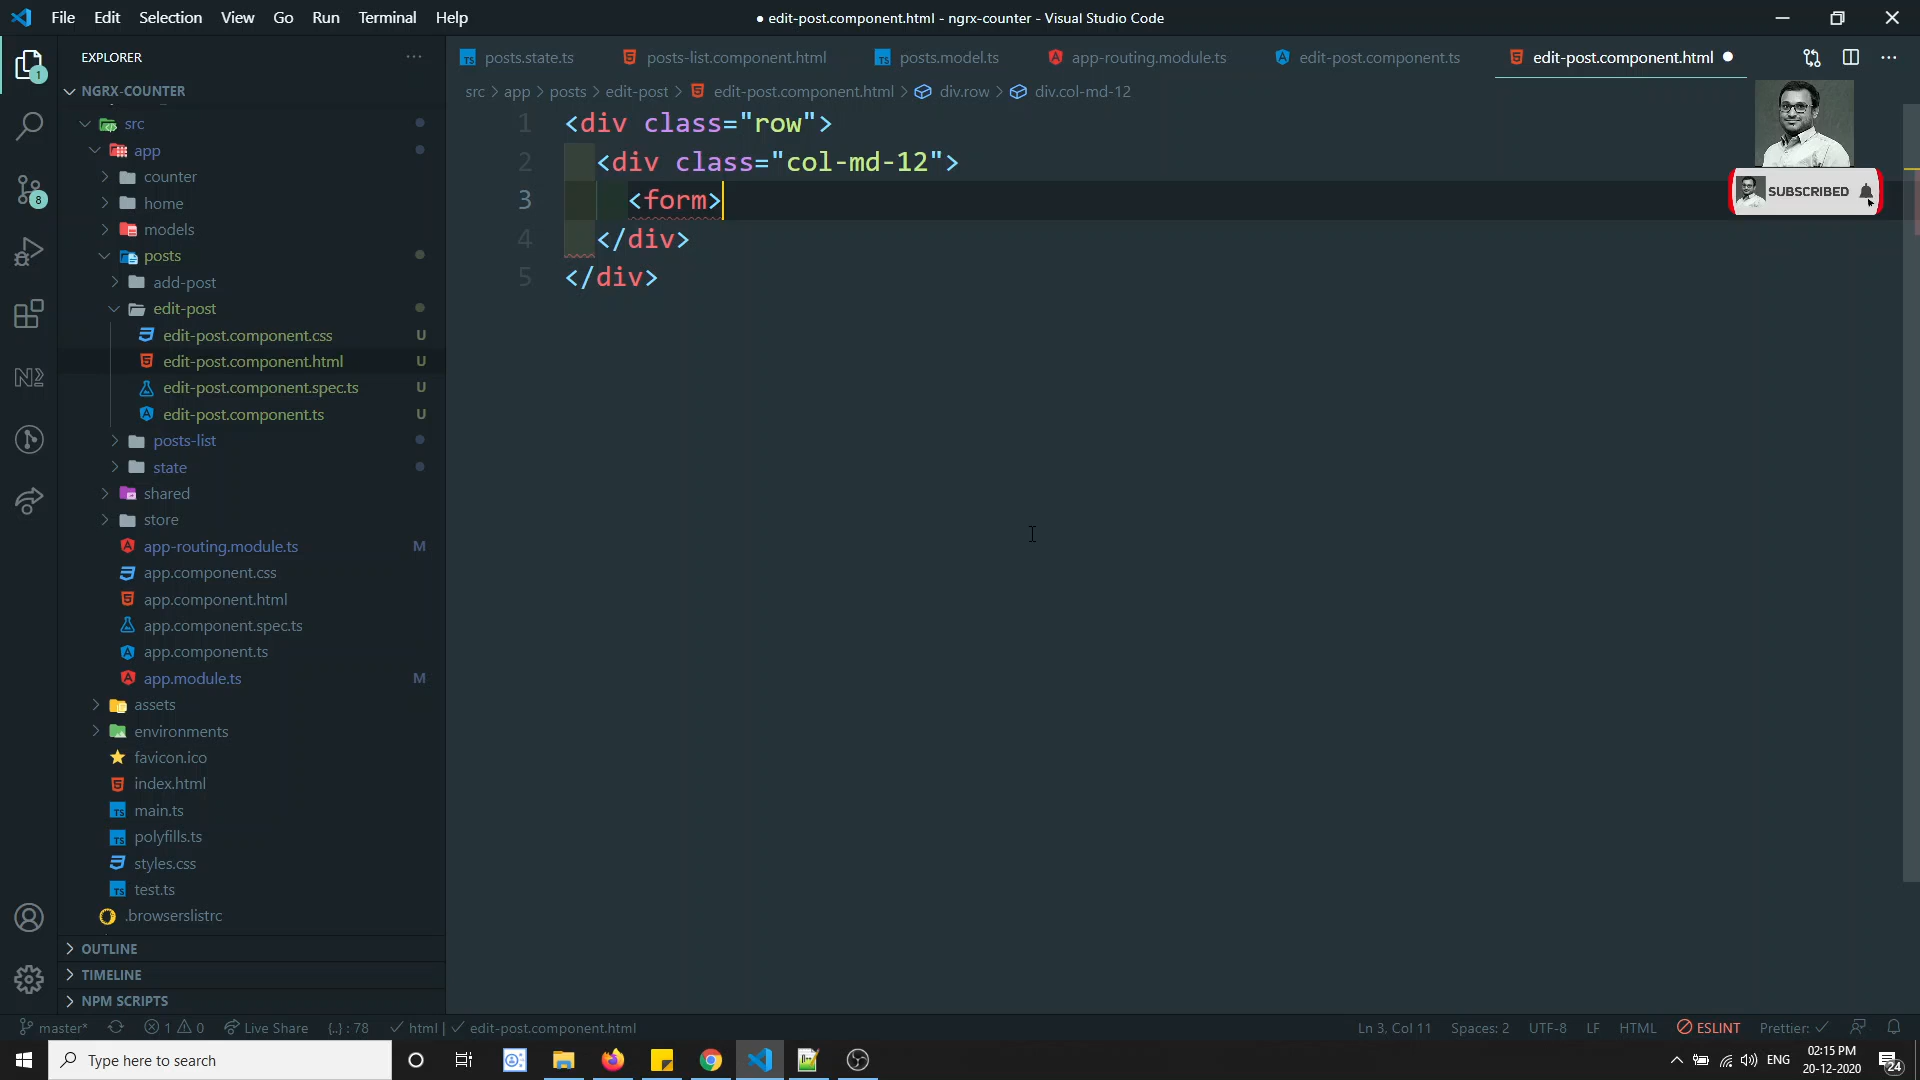 File Edit Selection View Go Run Terminal Help
● edit-post.component.html - ngrx-counter - Visual Studio Code
EXPLORER
posts.state.ts
posts-list.component.html
posts.model.ts
app-routing.module.ts
edit-post.component.ts
edit-post.component.html
1
NGRX-COUNTER
src > app > posts > edit-post > edit-post.component.html > div.row > div.col-md-12
src
app
counter
home
models
posts
add-post
edit-post
edit-post.component.css U
edit-post.component.html U
edit-post.component.spec.ts U
edit-post.component.ts U
posts-list
state
shared
store
app-routing.module.ts M
app.component.css
app.component.html
app.component.spec.ts
app.component.ts
app.module.ts M
assets
environments
favicon.ico
index.html
main.ts
polyfills.ts
styles.css
test.ts
.browserslistrc
OUTLINE
TIMELINE
NPM SCRIPTS
8
1 <div class="row">
2 <div class="col-md-12">
3 <form>
4 </div>
5 </div>
SUBSCRIBED
master* 1 0 Live Share {..} : 78 html | edit-post.component.html
Ln 3, Col 11 Spaces: 2 UTF-8 LF HTML ESLINT Prettier: ✓
Type here to search
ENG
02:15 PM
20-12-2020
24